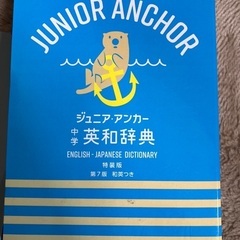 JUNIOR ANCHOR
ジュニア・アンカー
中学
英和辞典
ENGLISH-JAPANESE DICTIONARY
特装版
第7版 和英つき